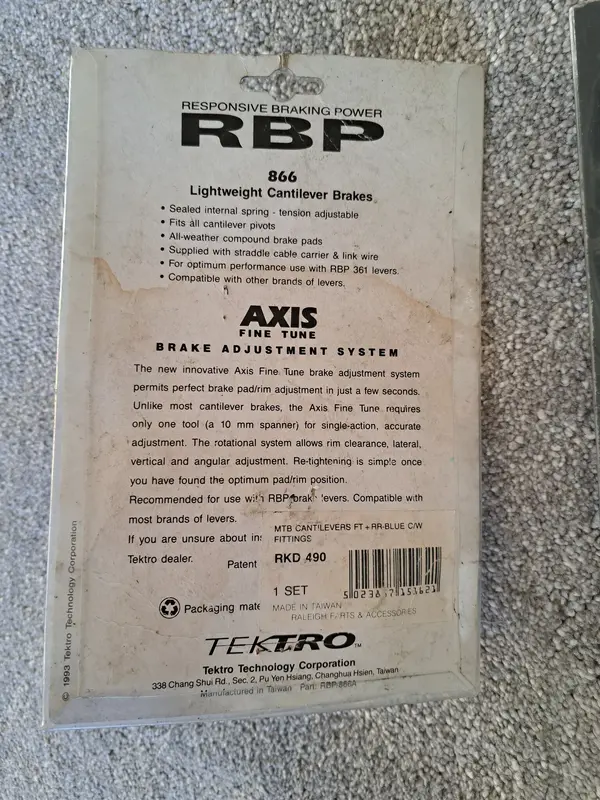 RESPONSIVE BRAKING POWER
RBP
866
Lightweight Cantilever Brakes
• Sealed internal spring - tension adjustable
• Fits all cantilever pivots
• All-weather compound brake pads
• Supplied with straddle cable carrier & link wire
• For optimum performance use with RBP 361 levers.
• Compatible with other brands of levers.
AXIS
FINE TUNE
BRAKE ADJUSTMENT SYSTEM
The new innovative Axis Fine Tune brake adjustment system
permits perfect brake pad/rim adjustment in just a few seconds.
Unlike most cantilever brakes, the Axis Fine Tune requires
only one tool (a 10 mm spanner) for single-action, accurate
adjustment. The rotational system allows rim clearance, lateral,
vertical and angular adjustment. Re-tightening is simple once
you have found the optimum pad/rim position.
Recommended for use with RBP brake levers. Compatible with
most brands of levers.
If you are unsure about ins
Tektro dealer.
Patent
MTB CANTILEVERS FT + RR-BLUE C/W
FITTINGS
RKD 490
1 SET
MADE IN TAIWAN
RALEIGH PARTS & ACCESSORIES
Packaging mate
TEKTRO™
Tektro Technology Corporation
338 Chang Shui Rd., Sec. 2, Pu Yen Hsiang, Changhua Hsien, Taiwan
Manufactured in Taiwan Part: RBP-866A
© 1993 Tektro Technology Corporation